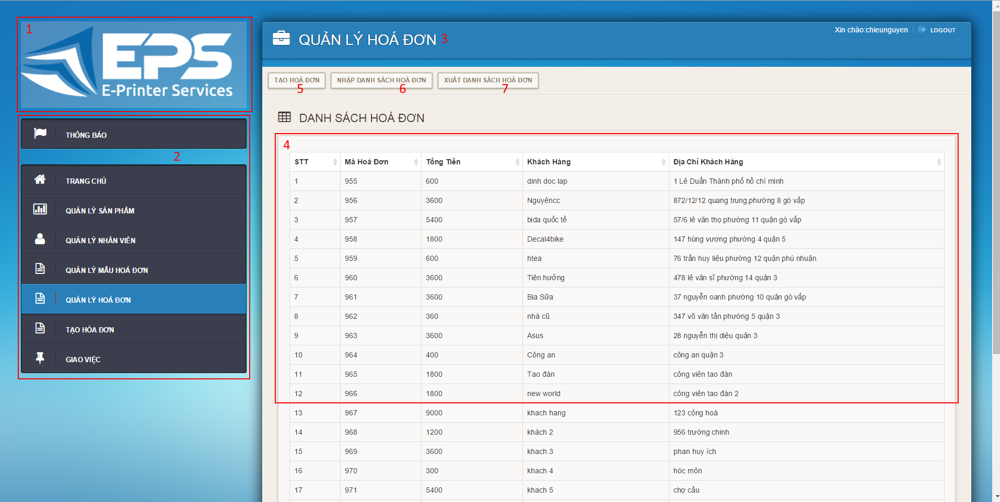 1
EPS
E-Printer Services
2
THÔNG BÁO
TRANG CHỦ
QUẢN LÝ SẢN PHẨM
QUẢN LÝ NHÂN VIÊN
QUẢN LÝ MẪU HOÁ ĐƠN
QUẢN LÝ HOÁ ĐƠN
TẠO HÓA ĐƠN
GIAO VIỆC
QUẢN LÝ HOÁ ĐƠN 3
Xin chào:chieunguyen LOGOUT
TẠO HOÁ ĐƠN NHẬP DANH SÁCH HOÁ ĐƠN XUẤT DANH SÁCH HOÁ ĐƠN
5 6 7
DANH SÁCH HOÁ ĐƠN
4
STT Mã Hoá Đơn Tổng Tiền Khách Hàng Địa Chỉ Khách Hàng
1 955 600 dinh doc lap 1 Lê Duẩn Thành phố hồ chí minh
2 956 3600 Nguyêncc 872/12/12 quang trung,phường 8 gò vấp
3 957 5400 bida quốc tế 57/6 lê văn thọ phường 11 quận gò vấp
4 958 1800 Decal4bike 147 hùng vương phường 4 quận 5
5 959 600 htea 76 trần huy liệu phường 12 quận phú nhuận
6 960 3600 Tiên hưởng 478 lê văn sĩ phường 14 quận 3
7 961 3600 Bia Sữa 37 nguyễn oanh phường 10 quận gò vấp
8 962 360 nhà cũ 347 võ văn tần phường 5 quận 3
9 963 3600 Asus 28 nguyễn thị diệu quận 3
10 964 400 Công an công an quận 3
11 965 1800 Tao đàn công viên tao đàn
12 966 1800 new world công viên tao đàn 2
13 967 9000 khach hang 123 cộng hoà
14 968 1200 khách 2 956 trường chinh
15 969 3600 khach 3 phan huy ích
16 970 300 khach 4 hóc môn
17 971 5400 khach 5 chợ cầu